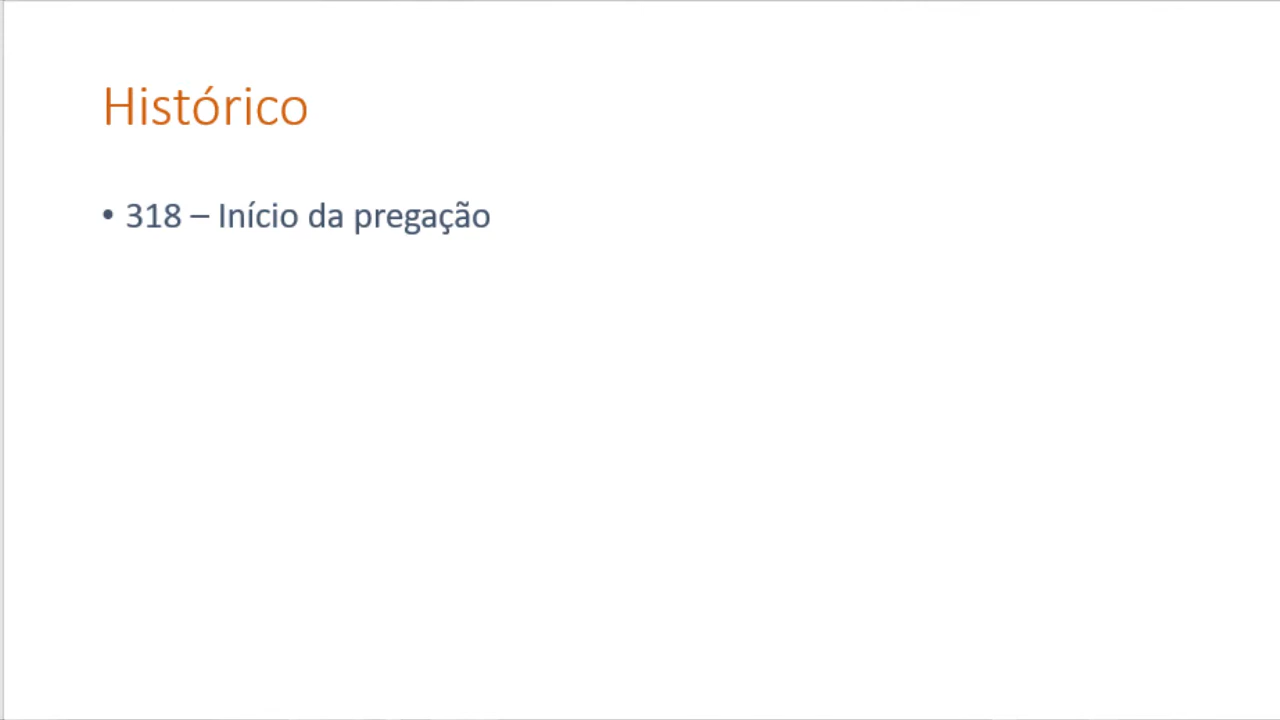 Histórico
• 318 – Início da pregação